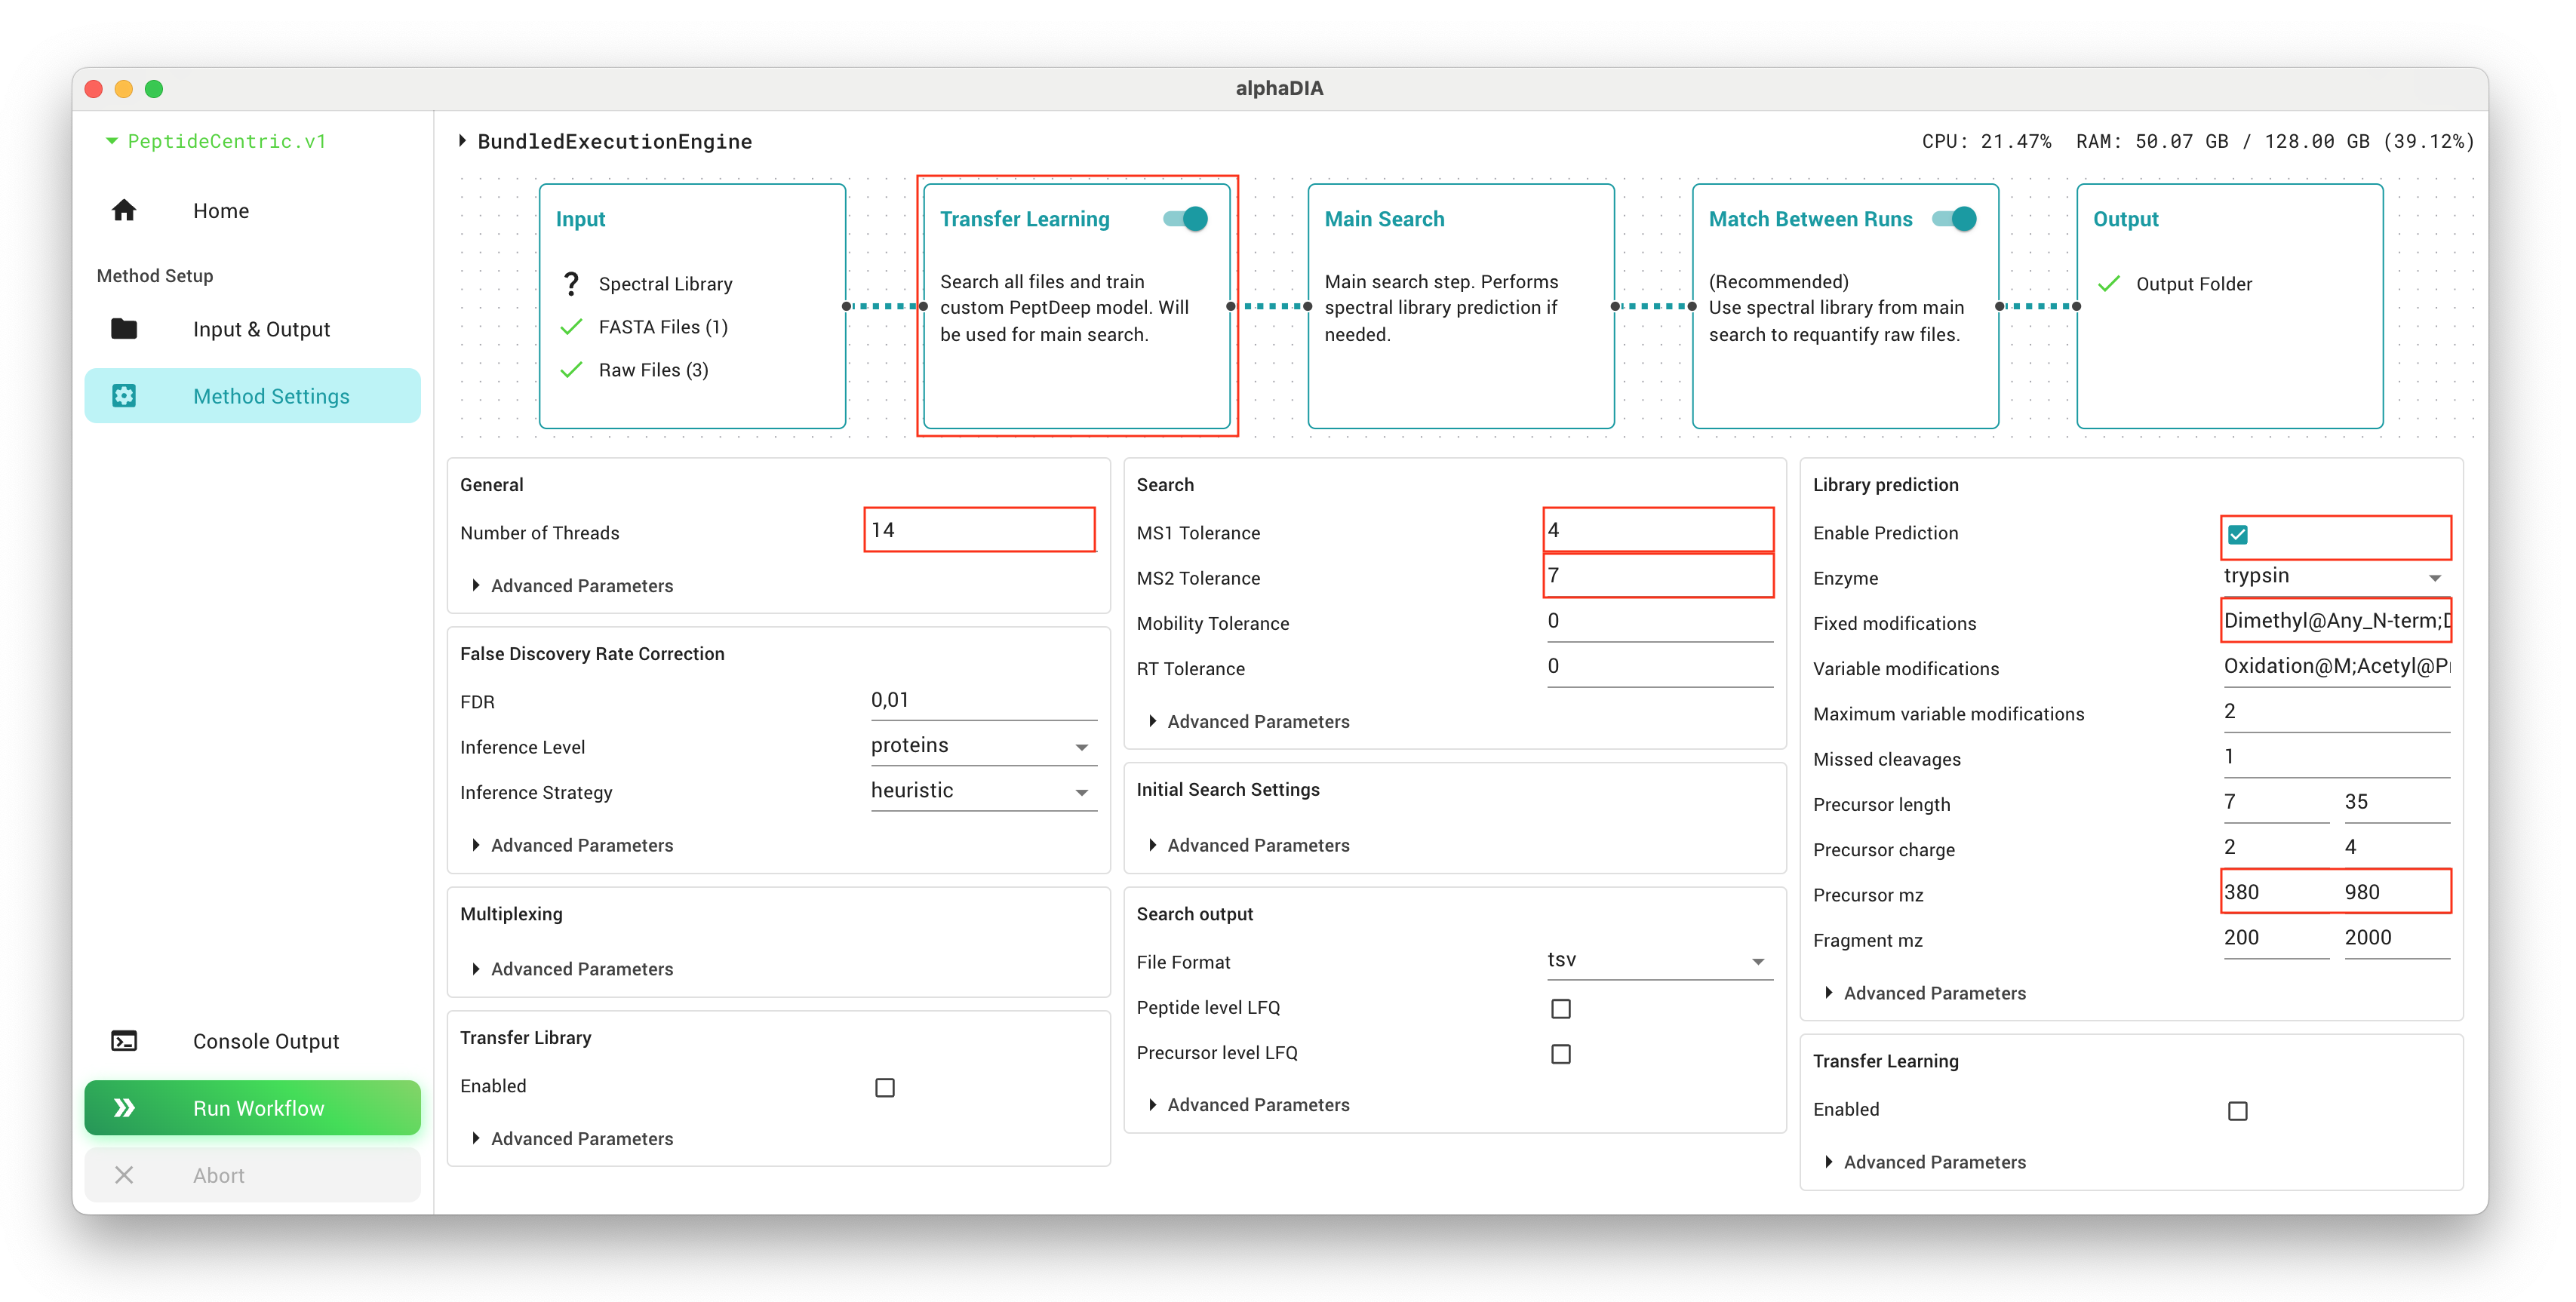 alphaDIA
PeptideCentric.v1
Home
Method Setup
Input & Output
Method Settings
Console Output
Run Workflow
Abort
BundledExecutionEngine
CPU: 21.47% RAM: 50.07 GB / 128.00 GB (39.12%)
Input
? Spectral Library
FASTA Files (1)
Raw Files (3)
Transfer Learning
Search all files and train
custom PeptDeep model. Will
be used for main search.
Main Search
Main search step. Performs
spectral library prediction if
needed.
Match Between Runs
(Recommended)
Use spectral library from main
search to requantify raw files.
Output
Output Folder
General
Number of Threads 14
Advanced Parameters
False Discovery Rate Correction
FDR 0,01
Inference Level proteins
Inference Strategy heuristic
Advanced Parameters
Multiplexing
Advanced Parameters
Transfer Library
Enabled
Advanced Parameters
Search
MS1 Tolerance 4
MS2 Tolerance 7
Mobility Tolerance 0
RT Tolerance 0
Advanced Parameters
Initial Search Settings
Advanced Parameters
Search output
File Format tsv
Peptide level LFQ
Precursor level LFQ
Advanced Parameters
Library prediction
Enable Prediction
Enzyme trypsin
Fixed modifications Dimethyl@Any_N-term;
Variable modifications Oxidation@M;Acetyl@P
Maximum variable modifications 2
Missed cleavages 1
Precursor length 7 35
Precursor charge 2 4
Precursor mz 380 980
Fragment mz 200 2000
Advanced Parameters
Transfer Learning
Enabled
Advanced Parameters